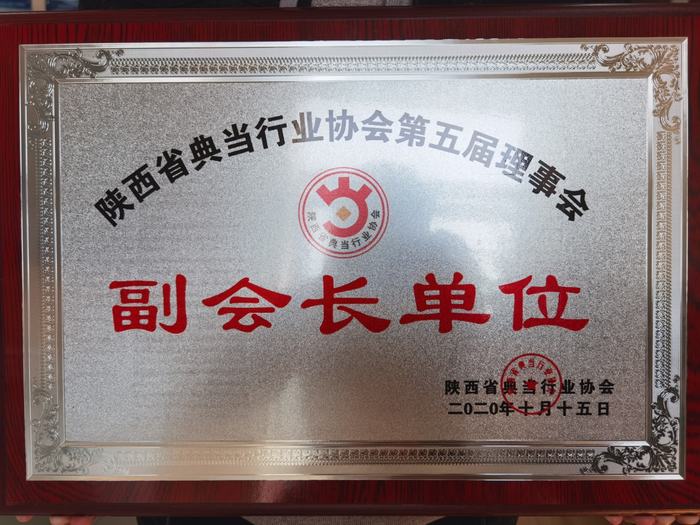 陕西省典当行业协会第五届理事会
陕西省典当行业协会
副会长单位
陕西省典当行业协会
二〇二〇年十月十五日